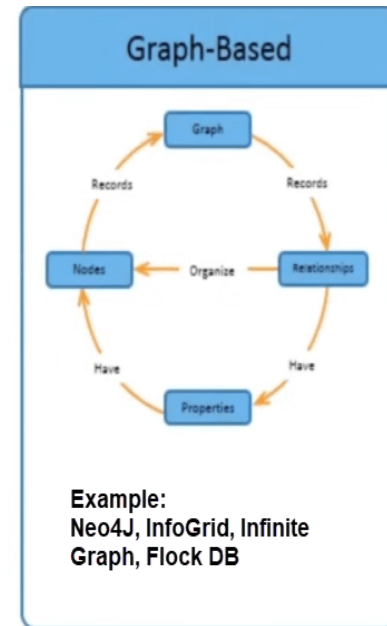 Graph-Based
Graph
Records
Records
Nodes
Organize
Relationships
Have
Have
Properties
Example:
Neo4J, InfoGrid, Infinite
Graph, Flock DB